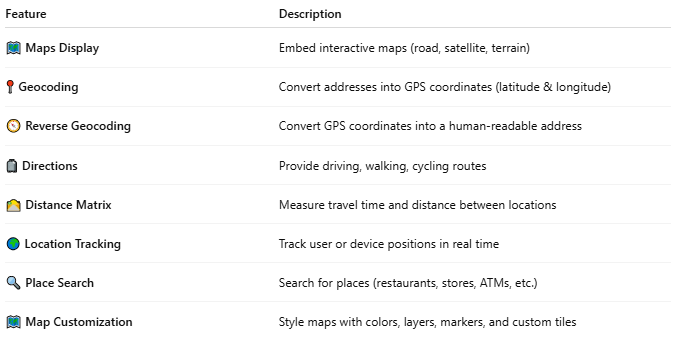 Feature Description
Maps Display Embed interactive maps (road, satellite, terrain)
Geocoding Convert addresses into GPS coordinates (latitude & longitude)
Reverse Geocoding Convert GPS coordinates into a human-readable address
Directions Provide driving, walking, cycling routes
Distance Matrix Measure travel time and distance between locations
Location Tracking Track user or device positions in real time
Place Search Search for places (restaurants, stores, ATMs, etc.)
Map Customization Style maps with colors, layers, markers, and custom tiles